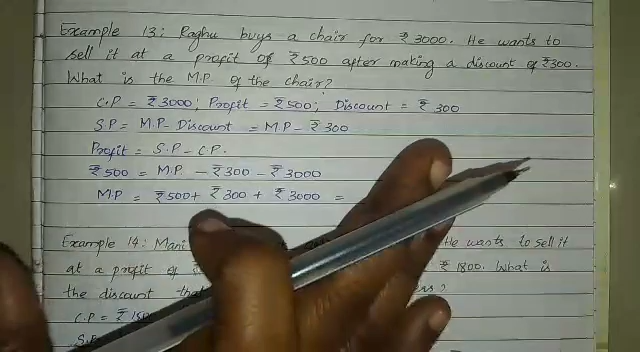 Example 13: Raghu buys a chair for ₹3000. He wants to
sell it at a profit of ₹500 after making a discount of ₹300.
What is the M.P. of the chair?
C.P = ₹3000; Profit = ₹500; Discount = ₹300
S.P = M.P - Discount = M.P - ₹300
Profit = S.P - C.P.
₹500 = M.P - ₹300 - ₹3000
M.P = ₹500 + ₹300 + ₹3000 =
Example 14: Mani He wants to sell it
at a profit of ₹1800. What is
the discount
C.P = 
S.P